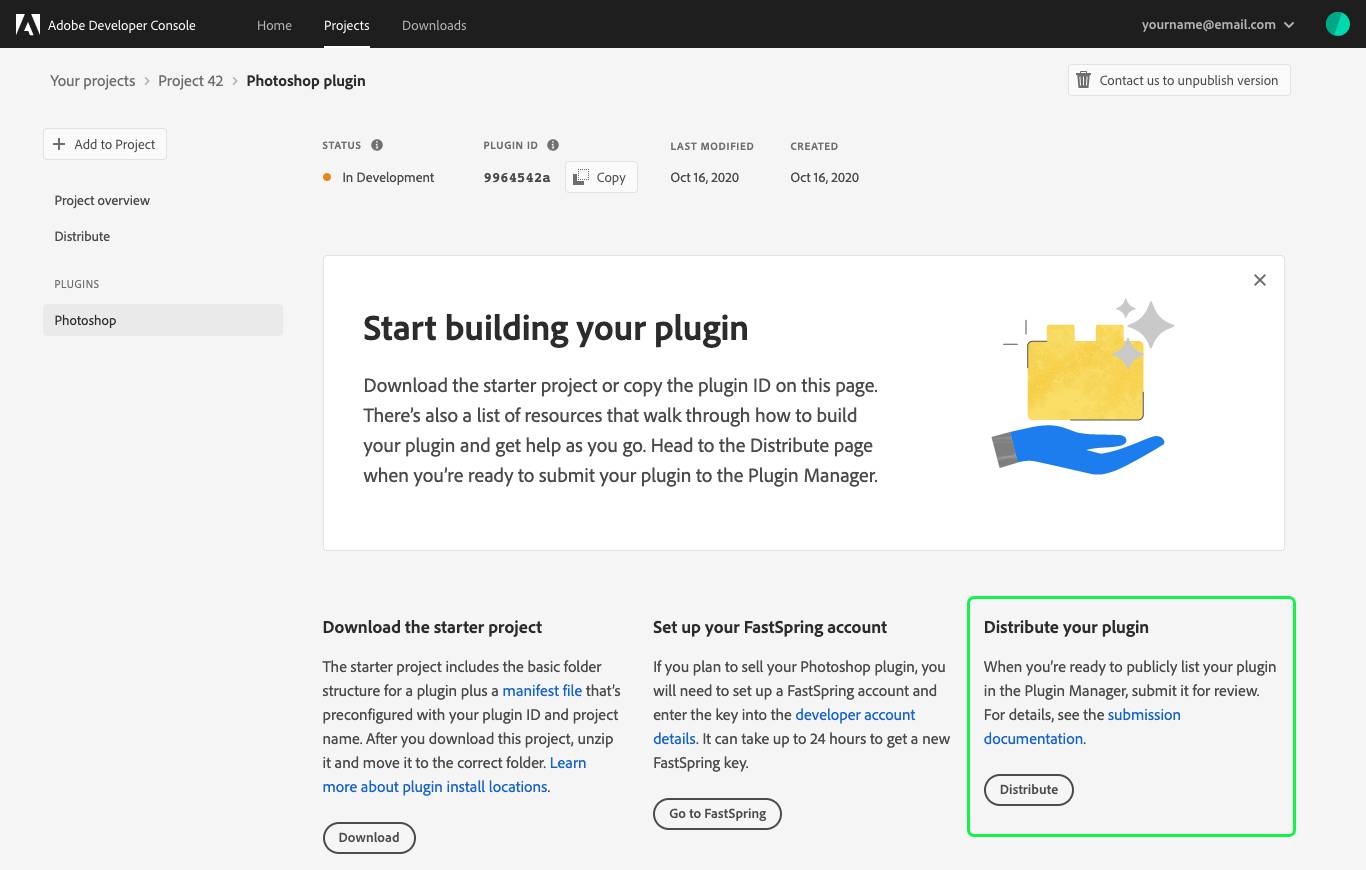 Adobe Developer Console
Home
Projects
Downloads
yourname@email.com
Your projects > Project 42 > Photoshop plugin
Contact us to unpublish version
Add to Project
Project overview
Distribute
PLUGINS
Photoshop
STATUS
In Development
PLUGIN ID
9964542a
Copy
LAST MODIFIED
Oct 16, 2020
CREATED
Oct 16, 2020
Start building your plugin
Download the starter project or copy the plugin ID on this page.
There's also a list of resources that walk through how to build
your plugin and get help as you go. Head to the Distribute page
when you're ready to submit your plugin to the Plugin Manager.
Download the starter project
The starter project includes the basic folder
structure for a plugin plus a manifest file that's
preconfigured with your plugin ID and project
name. After you download this project, unzip
it and move it to the correct folder. Learn
more about plugin install locations.
Download
Set up your FastSpring account
If you plan to sell your Photoshop plugin, you
will need to set up a FastSpring account and
enter the key into the developer account
details. It can take up to 24 hours to get a new
FastSpring key.
Go to FastSpring
Distribute your plugin
When you're ready to publicly list your plugin
in the Plugin Manager, submit it for review.
For details, see the submission
documentation.
Distribute